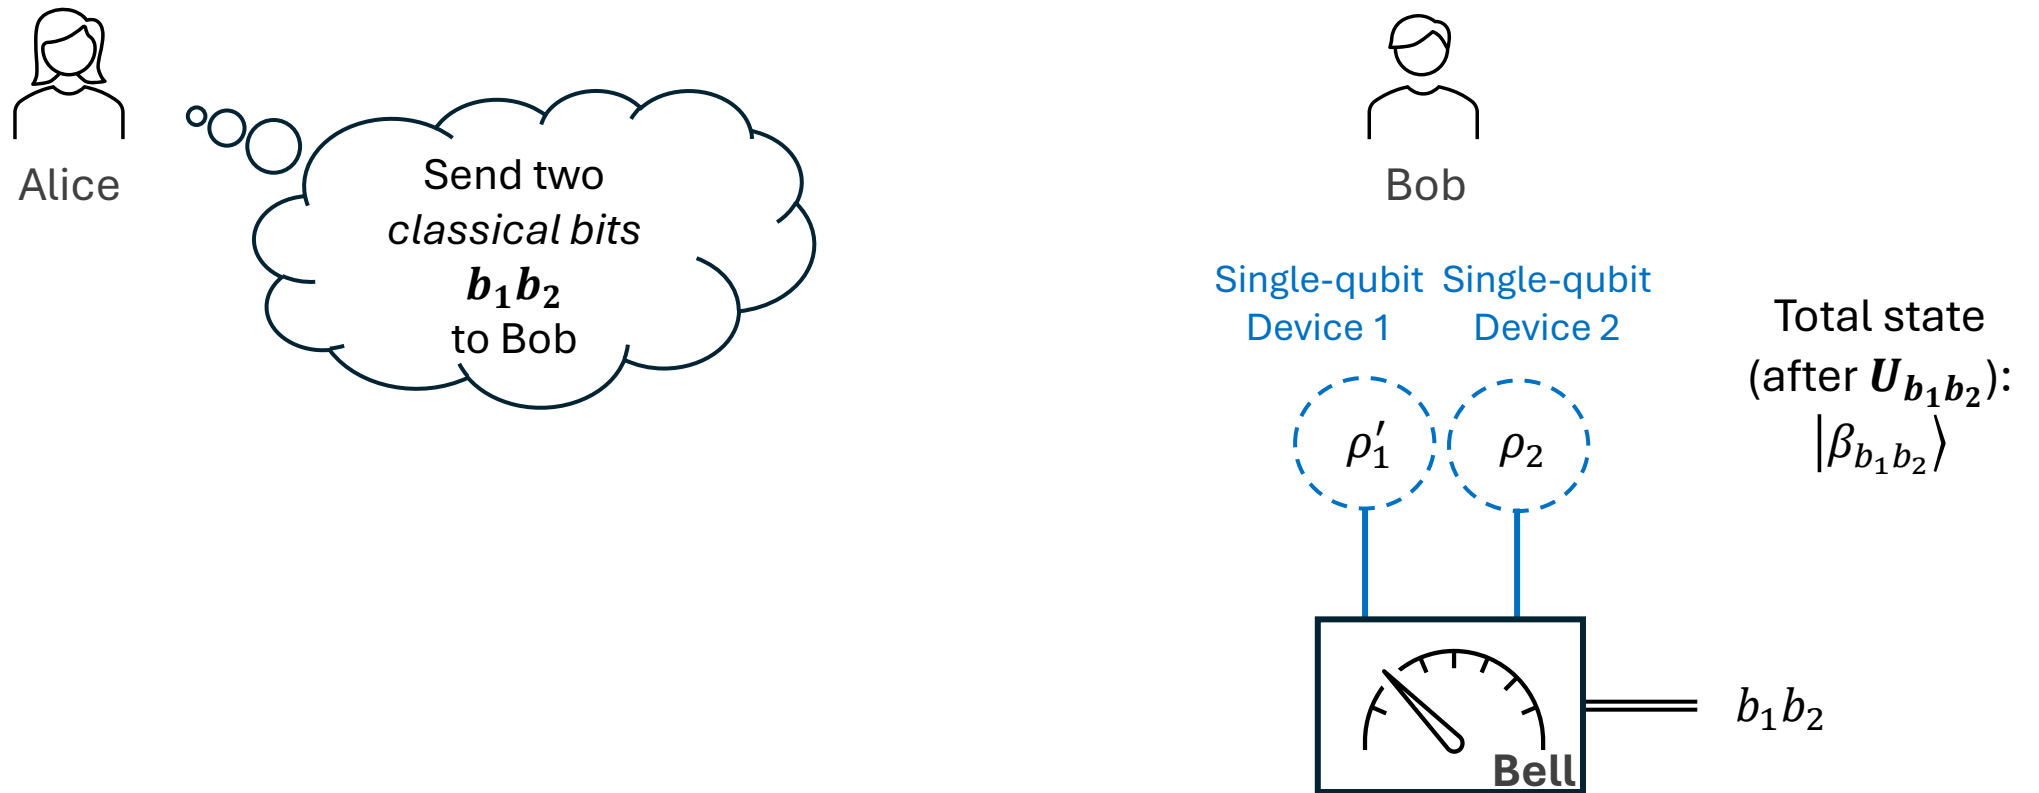 Alice
Send two
classical bits
b₁b₂
to Bob
Bob
Single-qubit
Device 1
Single-qubit
Device 2
ρ₁′
ρ₂
Total state
(after U_{b₁b₂}):
|β_{b₁b₂}⟩
Bell
b₁b₂